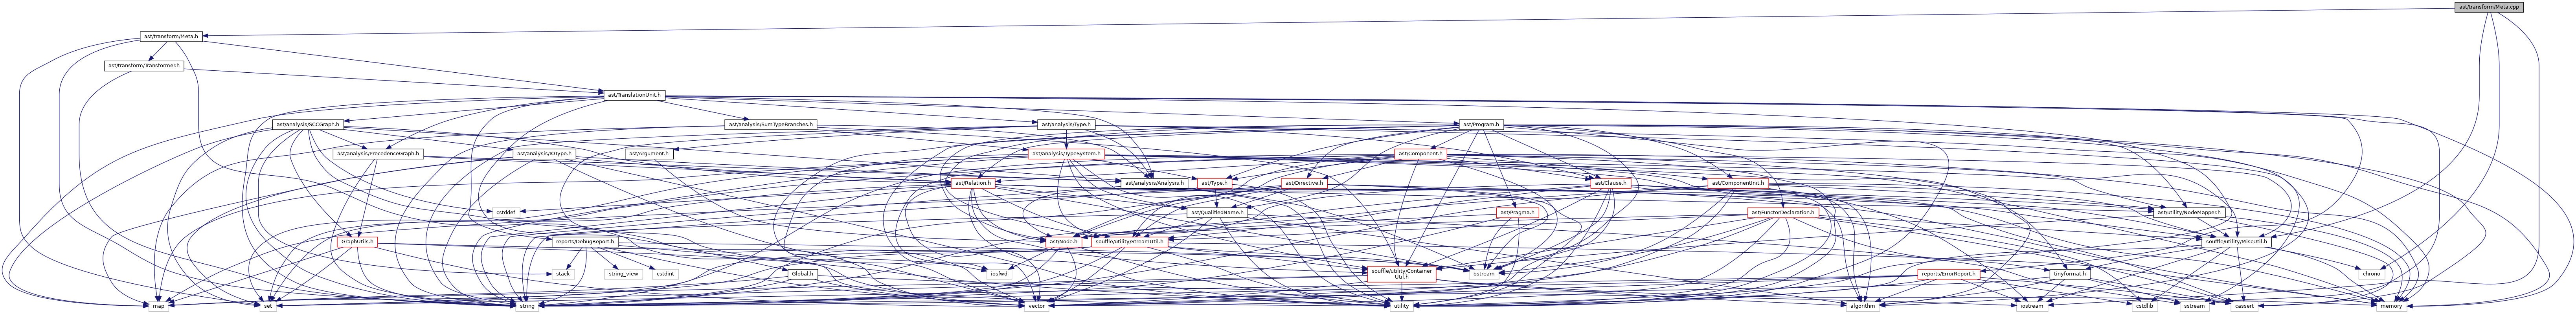 ast/transform/Meta.cpp
ast/transform/Meta.h
ast/transform/Transformer.h
ast/TranslationUnit.h
ast/analysis/SCCGraph.h
ast/analysis/SumTypeBranches.h
ast/analysis/Type.h
ast/Program.h
ast/analysis/PrecedenceGraph.h
ast/analysis/IOType.h
ast/Argument.h
ast/analysis/TypeSystem.h
ast/Component.h
ast/Relation.h
ast/analysis/Analysis.h
ast/Type.h
ast/Directive.h
ast/Clause.h
ast/ComponentInit.h
cstddef
ast/QualifiedName.h
ast/Pragma.h
ast/FunctorDeclaration.h
ast/utility/NodeMapper.h
GraphUtils.h
reports/DebugReport.h
ast/Node.h
souffle/utility/StreamUtil.h
souffle/utility/MiscUtil.h
stack
string_view
cstdint
Global.h
iosfwd
souffle/utility/Container
Util.h
ostream
reports/ErrorReport.h
tinyformat.h
chrono
map
set
string
vector
utility
algorithm
iostream
cstdlib
sstream
cassert
memory